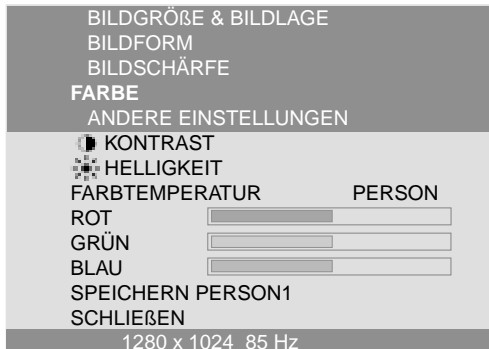 BILDGRÖßE & BILDLAGE
BILDFORM
BILDSCHÄRFE
FARBE
ANDERE EINSTELLUNGEN
KONTRAST
HELLIGKEIT
FARBTEMPERATUR PERSON
ROT
GRÜN
BLAU
SPEICHERN PERSON1
SCHLIEßEN
1280 x 1024 85 Hz